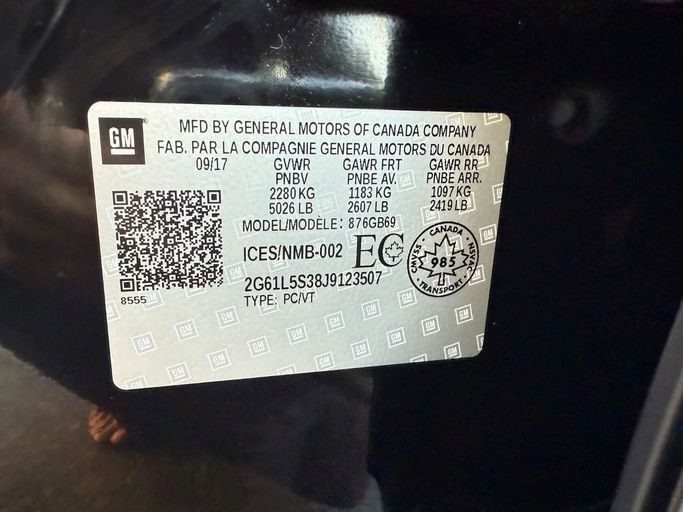 GM
MFD BY GENERAL MOTORS OF CANADA COMPANY
FAB. PAR LA COMPAGNIE GENERAL MOTORS DU CANADA
09/17 GVWR GAWR FRT GAWR RR
PNBV PNBE AV. PNBE ARR.
2280 KG 1183 KG 1097 KG
5026 LB 2607 LB 2419 LB
MODEL/MODÈLE: 876GB69
ICES/NMB-002 EC
CANADA
CMVSS - NSVAC
985
TRANSPORT
2G61L5S38J9123507
TYPE: PC/VT
8555